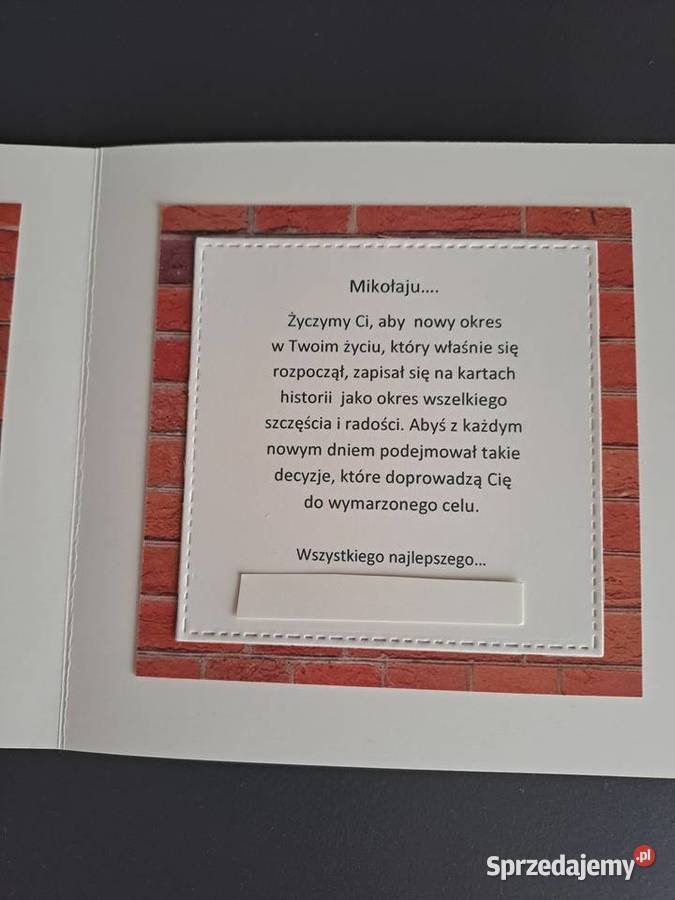 Mikołaju....
Życzymy Ci, aby nowy okres
w Twoim życiu, który właśnie się
rozpoczął, zapisał się na kartach
historii jako okres wszelkiego
szczęścia i radości. Abyś z każdym
nowym dniem podejmował takie
decyzje, które doprowadzą Cię
do wymarzonego celu.
Wszystkiego najlepszego...
Sprzedajemy.pl